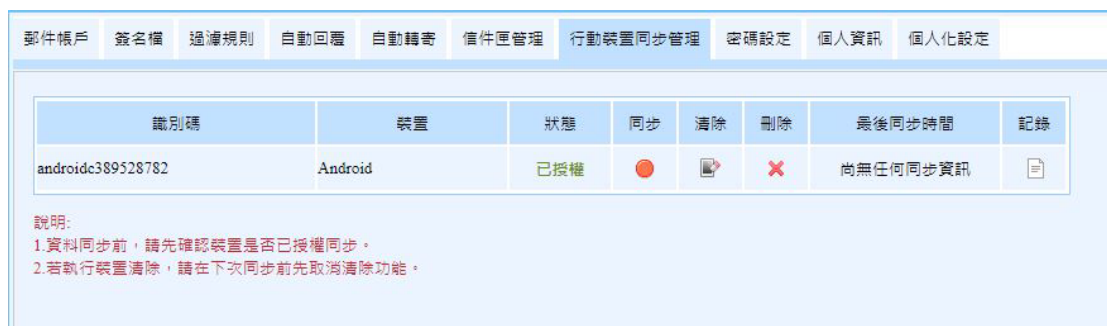 郵件帳戶 簽名檔 過濾規則 自動回覆 自動轉寄 信件匣管理 行動裝置同步管理 密碼設定 個人資訊 個人化設定
識別碼 裝置 狀態 同步 清除 刪除 最後同步時間 記錄
androidc389528782 Android 已授權 尚無任何同步資訊
說明:
1.資料同步前，請先確認裝置是否已授權同步。
2.若執行裝置清除，請在下次同步前先取消清除功能。